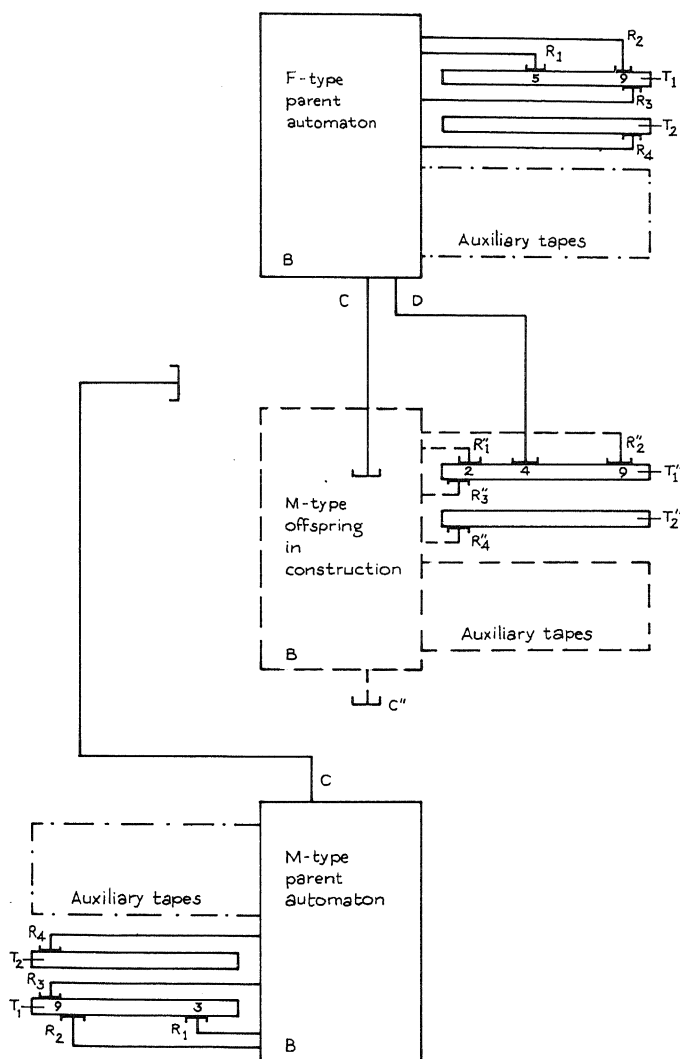 R₂
R₁
F-type
parent
automaton
5
9
T₁
R₃
T₂
R₄
Auxiliary tapes
B
C
D
R₁″
R₂″
2
4
9
T₁″
R₃″
M-type
offspring
in
construction
T₂″
R₄″
Auxiliary tapes
B
C″
C
M-type
parent
automaton
Auxiliary tapes
R₄
T₂
R₃
T₁
9
3
R₂
R₁
B